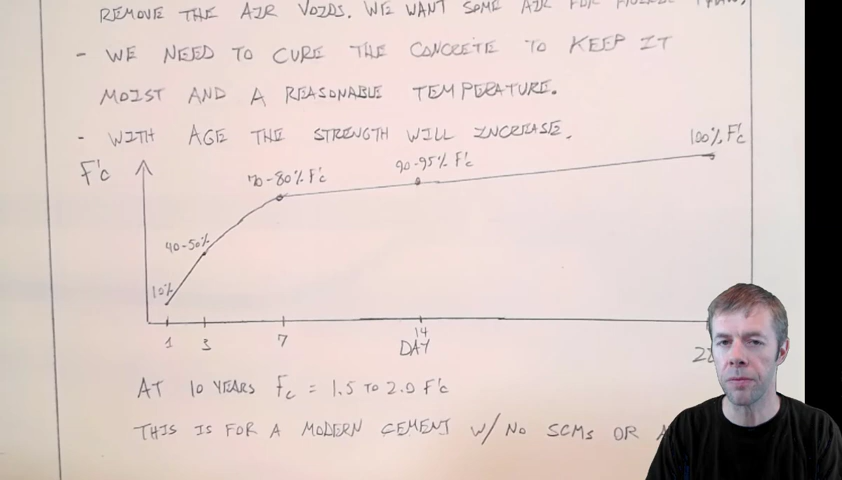 REMOVE THE AIR VOIDS. WE WANT SOME AIR FOR
- WE NEED TO CURE THE CONCRETE TO KEEP IT
MOIST AND A REASONABLE TEMPERATURE.
- WITH AGE THE STRENGTH WILL INCREASE.
100% F'c
90-95% F'c
F'c
70-80% F'c
40-50%
10%
1 3 7 14
DAY
AT 10 YEARS Fc = 1.5 TO 2.0 F'c
THIS IS FOR A MODERN CEMENT W/ NO SCMs OR